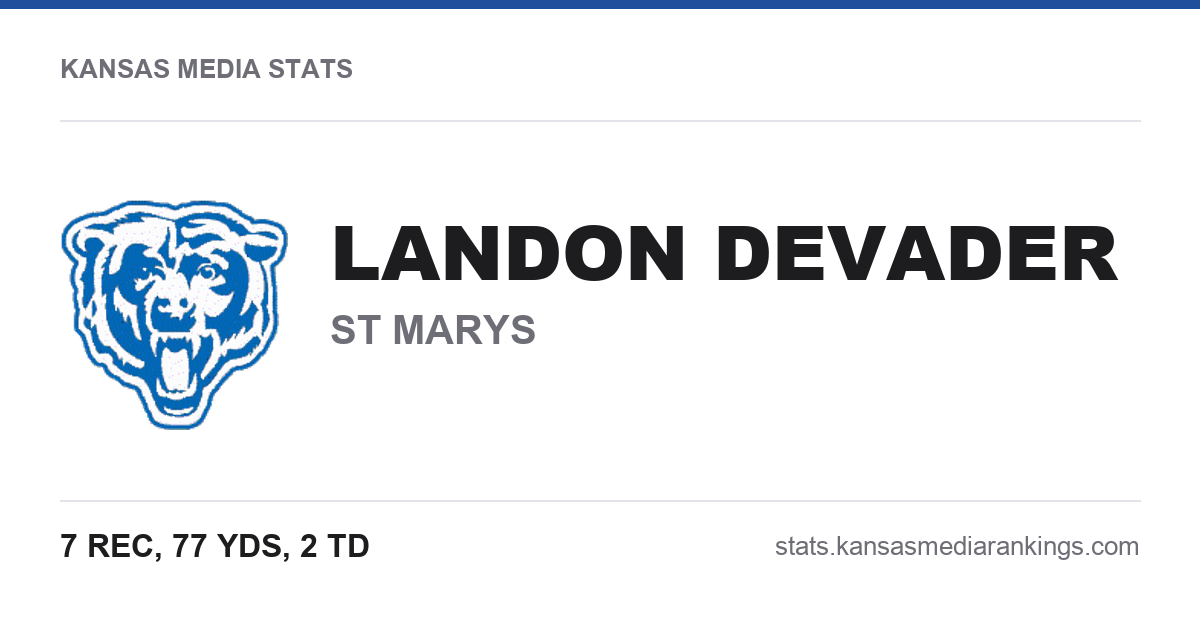 KANSAS MEDIA STATS
LANDON DEVADER
ST MARYS
7 REC, 77 YDS, 2 TD
stats.kansasmediarankings.com